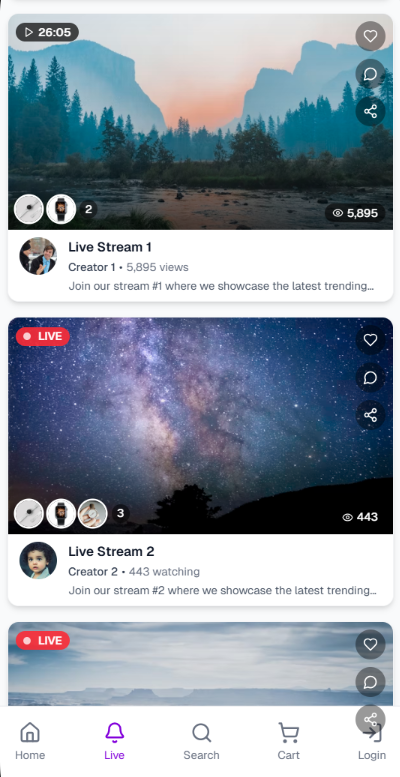 26:05
2
5,895
Live Stream 1
Creator 1 • 5,895 views
Join our stream #1 where we showcase the latest trending...
LIVE
3
443
Live Stream 2
Creator 2 • 443 watching
Join our stream #2 where we showcase the latest trending...
LIVE
Home
Live
Search
Cart
Login